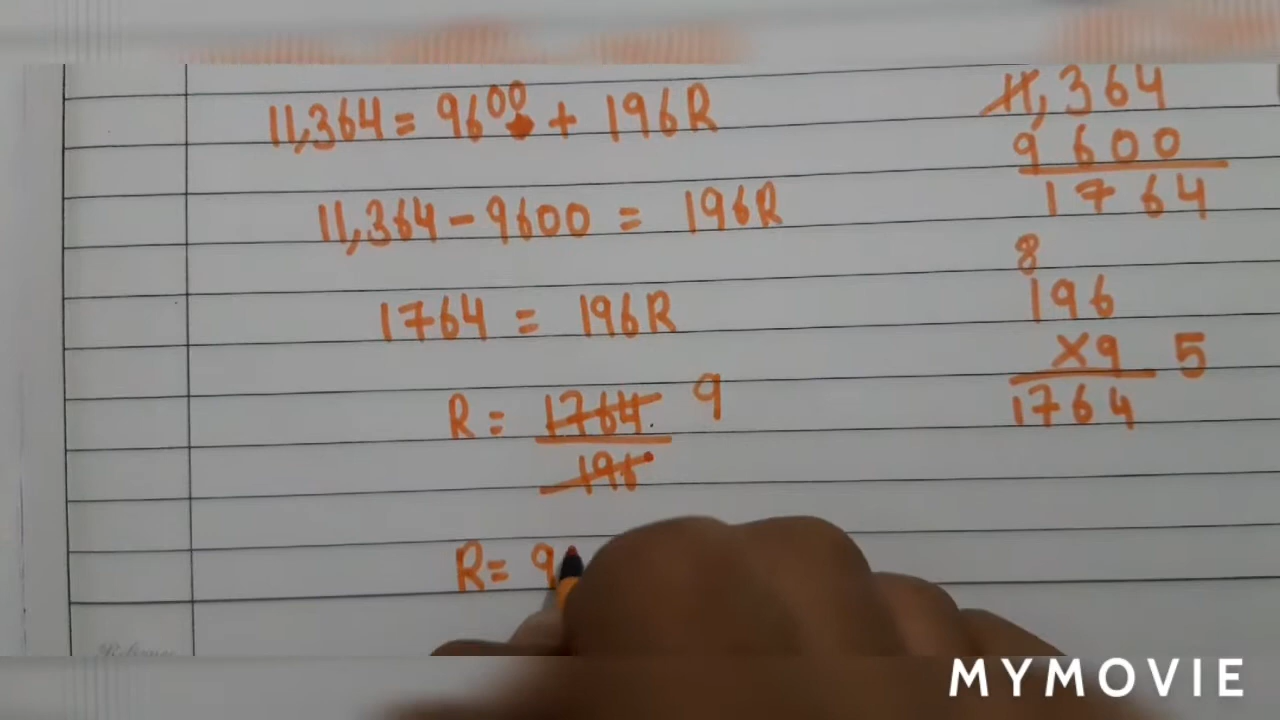 11,364 = 9600 + 196R
11,364 - 9600 = 196R
1764 = 196R
R = 1764 9
196
R = 9
11,364
9600
1764
8
196
×9 5
1764
MYMOVIE